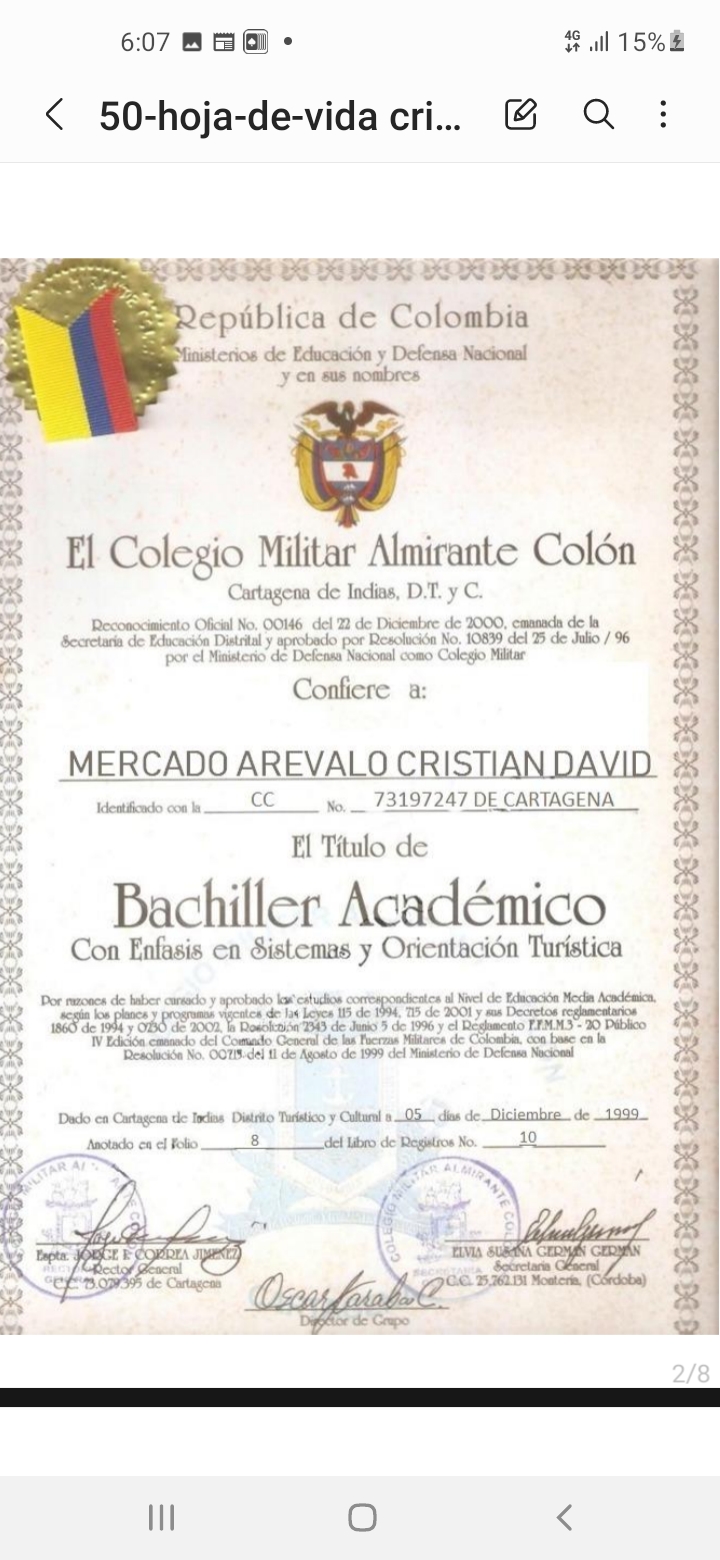 6:07
4G
15%
50-hoja-de-vida cri...
República de Colombia
Ministerios de Educación y Defensa Nacional
y en sus nombres
El Colegio Militar Almirante Colón
Cartagena de Indias, D.T. y C.
Reconocimiento Oficial No. 00146 del 22 de Diciembre de 2000, emanada de la
Secretaría de Educación Distrital y aprobado por Resolución No. 10839 del 25 de Julio / 96
por el Ministerio de Defensa Nacional como Colegio Militar
Confiere a:
MERCADO AREVALO CRISTIAN DAVID
Identificado con la CC No. 73197247 DE CARTAGENA
El Título de
Bachiller Académico
Con Enfasis en Sistemas y Orientación Turística
Por razones de haber cursado y aprobado los estudios correspondientes al Nivel de Educación Media Académica,
según los planes y programas vigentes de las Leyes 115 de 1994, 715 de 2001 y sus Decretos reglamentarios
1860 de 1994 y 0230 de 2002, la Resolución 2343 de Junio 5 de 1996 y el Reglamento F.F.M.M.3 - 20 Público
IV Edición emanado del Comando General de las Fuerzas Militares de Colombia, con base en la
Resolución No. 00715 del 11 de Agosto de 1999 del Ministerio de Defensa Nacional
Dado en Cartagena de Indias Distrito Turístico y Cultural a 05 días de Diciembre de 1999
Anotado en el Folio 8 del Libro de Registros No. 10
COLEGIO MILITAR ALMIRANTE CO
JORGE E CORREA JIMENEZ
Rector General
C.C. 73.079.395 de Cartagena
ELVIA SUSANA GERMAN GERMAN
Secretaria General
C.C. 25.762.131 Montería, (Córdoba)
Oscar Karaba C.
Director de Grupo
2/8